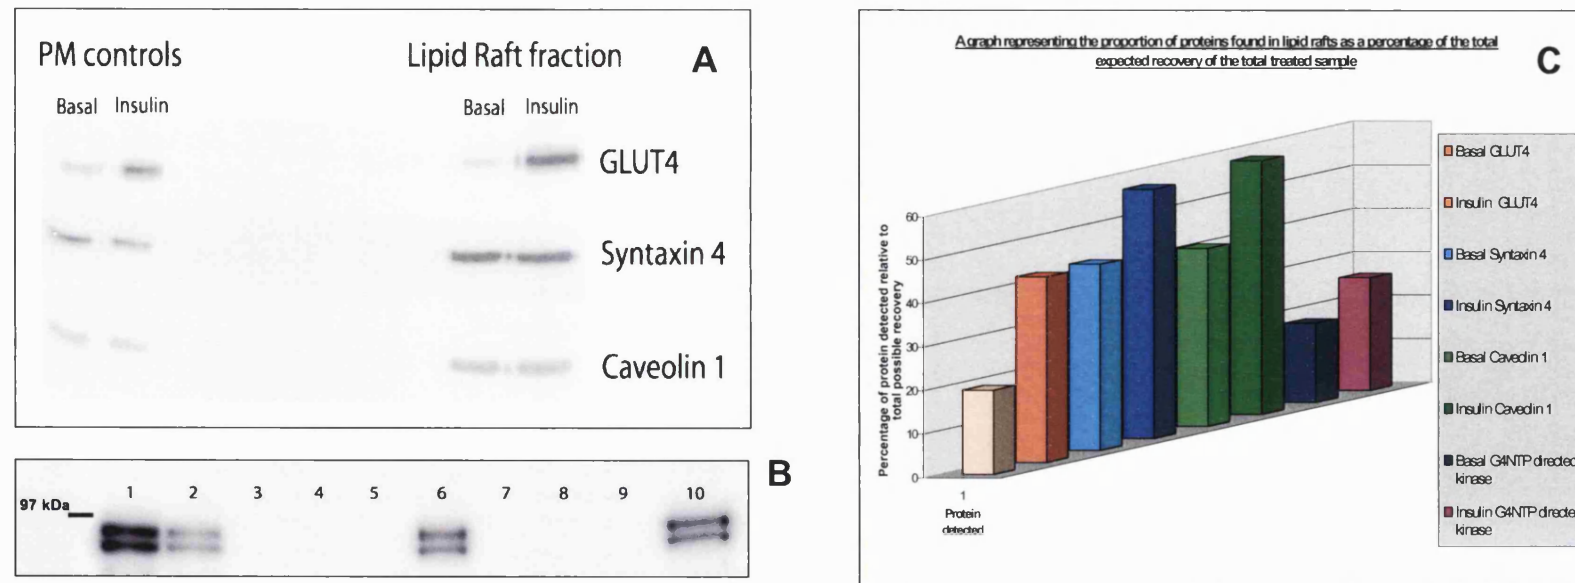 PM controls
Lipid Raft fraction
A
Basal Insulin
Basal Insulin
GLUT4
Syntaxin 4
Caveolin 1
B
1 2 3 4 5 6 7 8 9 10
97 kDa
C
A graph representing the proportion of proteins found in lipid rafts as a percentage of the total
expected recovery of the total treated sample
Percentage of protein detected relative to
total possible recovery
60
50
40
30
20
10
0
1
Protein
detected
Basal GLUT4
Insulin GLUT4
Basal Syntaxin 4
Insulin Syntaxin 4
Basal Caveolin 1
Insulin Caveolin 1
Basal G4NTP directed
kinase
Insulin G4NTP directe
kinase